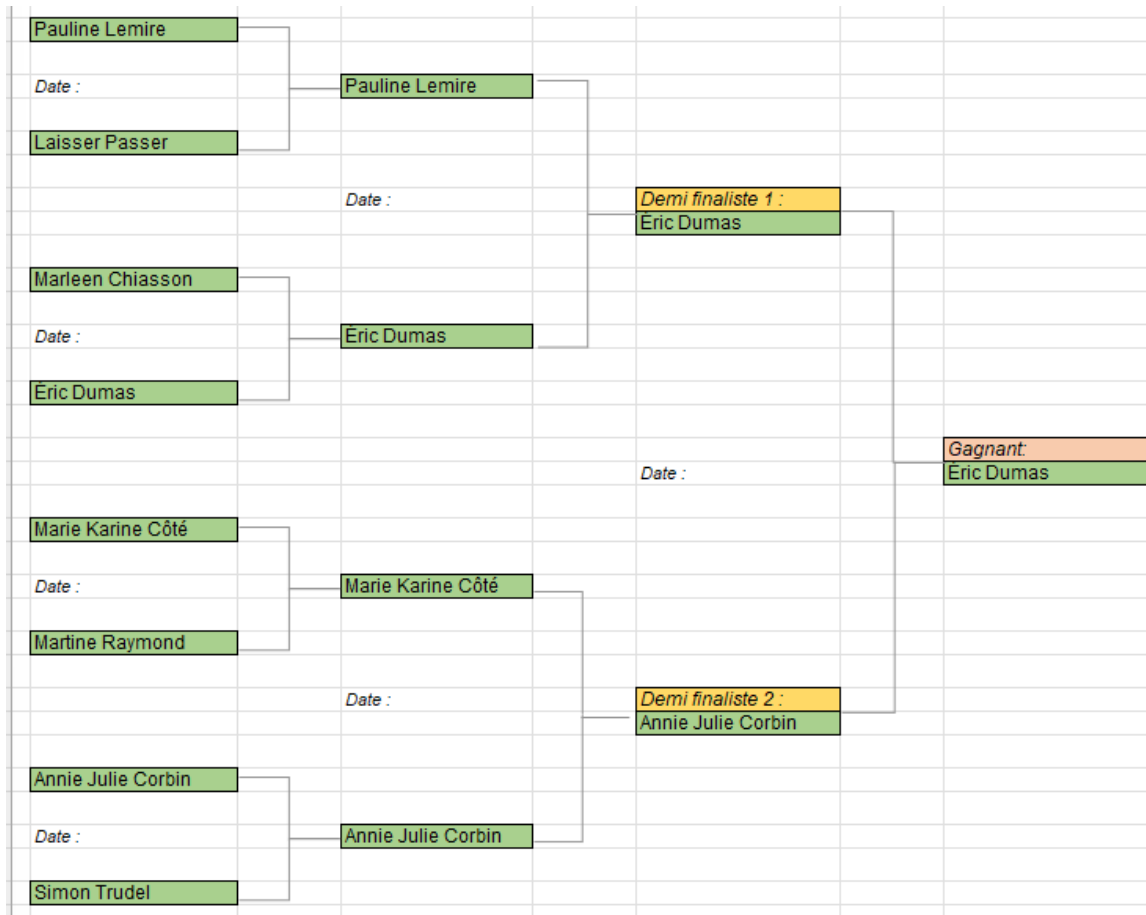 Pauline Lemire
Date :
Pauline Lemire
Laisser Passer
Date :
Demi finaliste 1 :
Éric Dumas
Marleen Chiasson
Date :
Éric Dumas
Éric Dumas
Gagnant:
Date :
Éric Dumas
Marie Karine Côté
Date :
Marie Karine Côté
Martine Raymond
Date :
Demi finaliste 2 :
Annie Julie Corbin
Annie Julie Corbin
Date :
Annie Julie Corbin
Simon Trudel